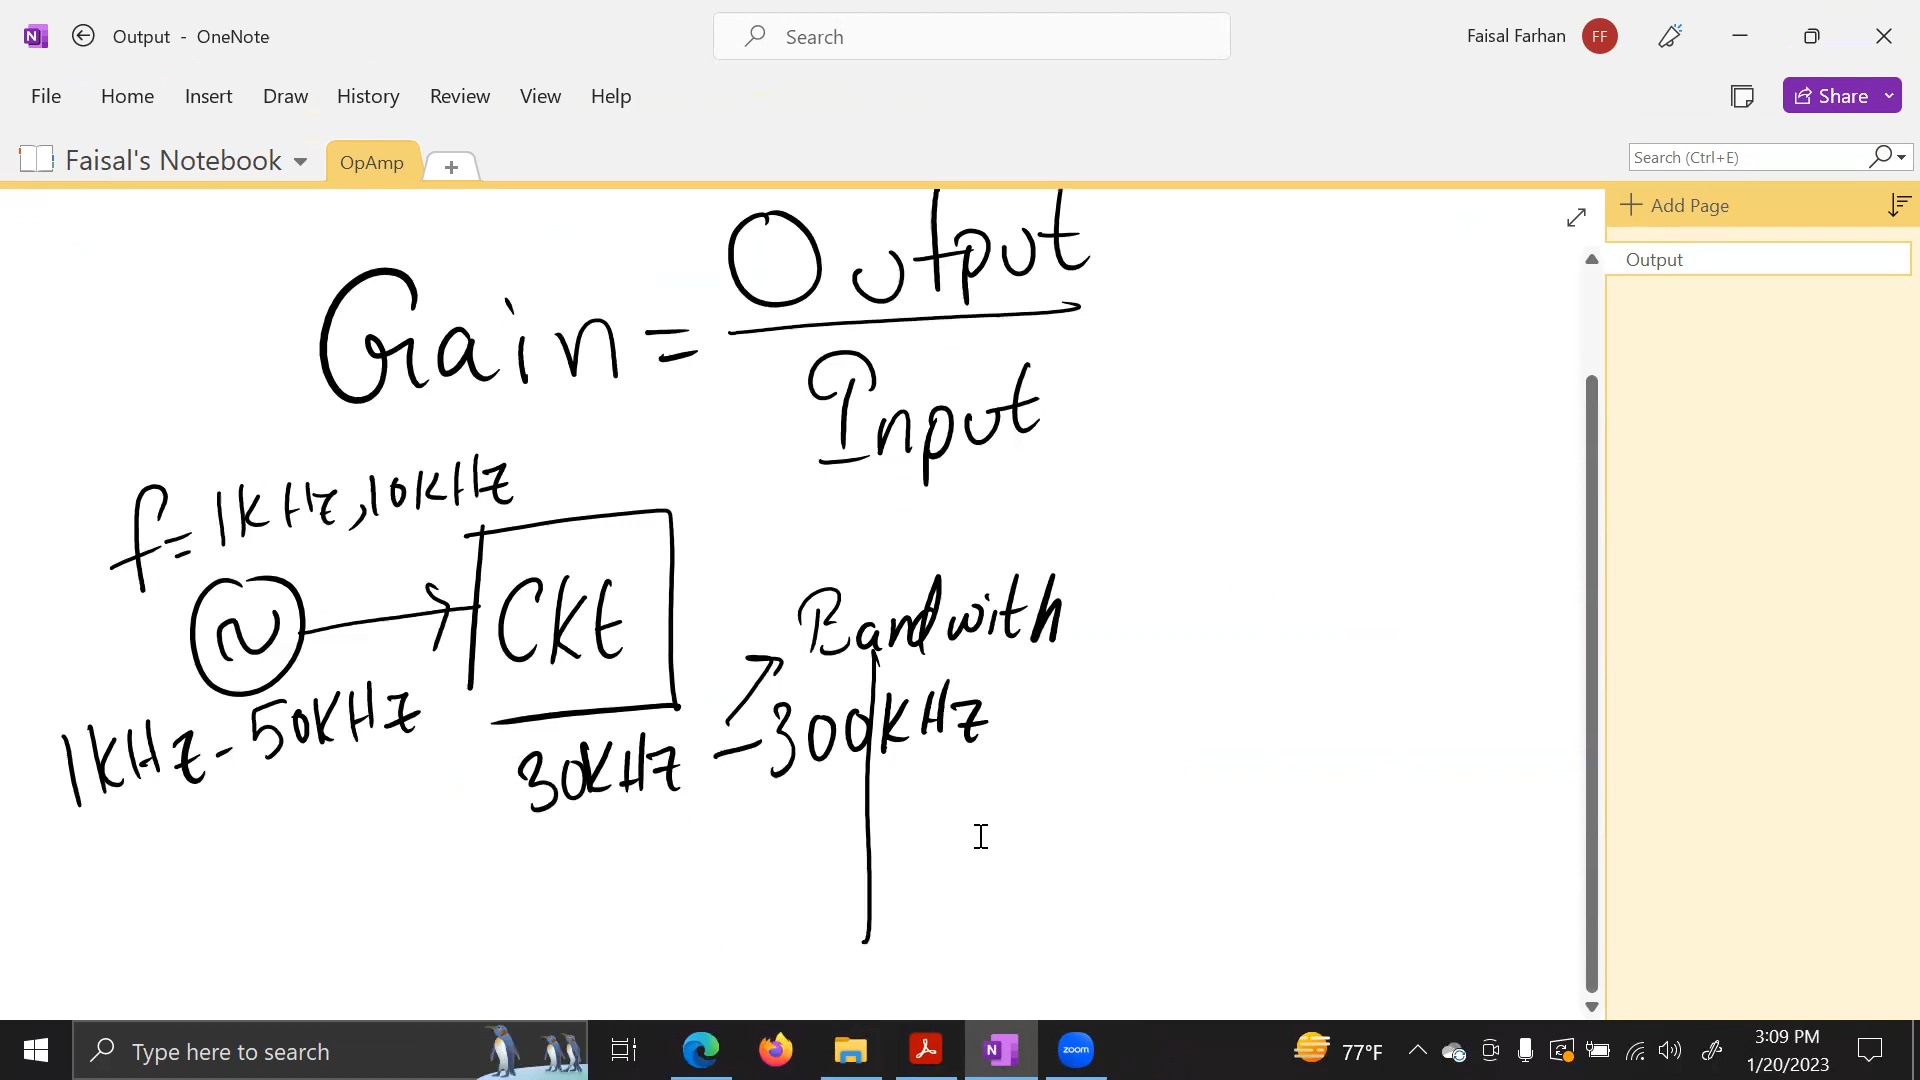 Output - OneNote
Search
Faisal Farhan
FF
File Home Insert Draw History Review View Help
Share
Faisal's Notebook
OpAmp
Search (Ctrl+E)
Add Page
Output
Gain = Output
Input
f = 1KHz, 10KHz
Ckt
Bandwith
1KHz - 50KHz
30KHz - 300KHz
Type here to search
zoom
77°F
3:09 PM
1/20/2023